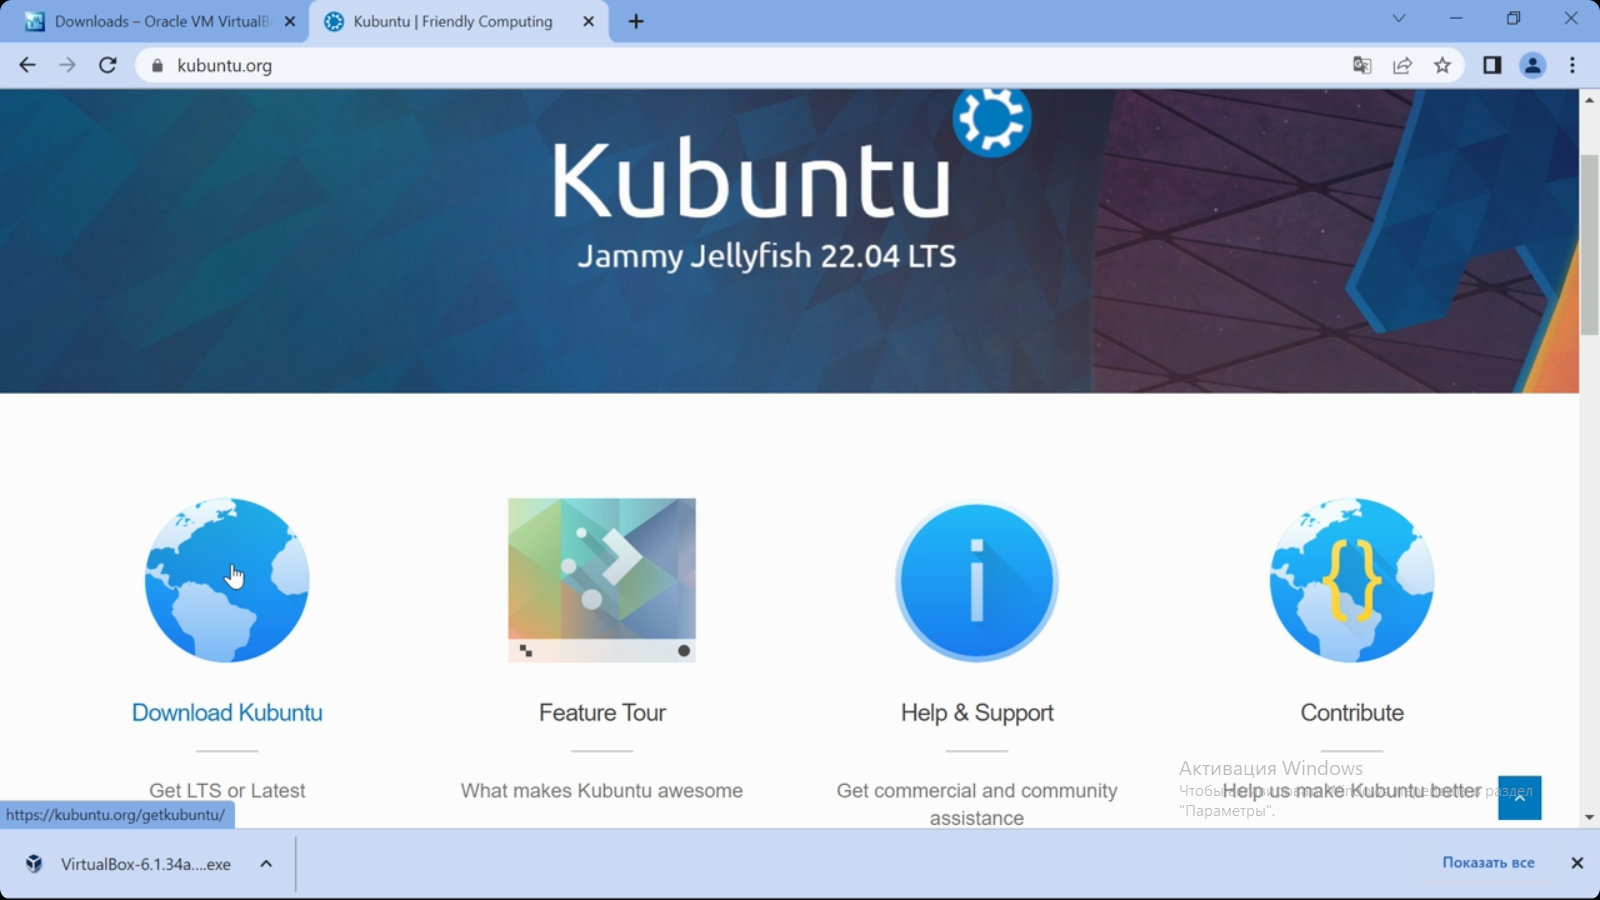 Downloads – Oracle VM VirtualB
Kubuntu | Friendly Computing
kubuntu.org
Kubuntu
Jammy Jellyfish 22.04 LTS
Download Kubuntu
Feature Tour
Help & Support
Contribute
Get LTS or Latest
What makes Kubuntu awesome
Get commercial and community
assistance
Help us make Kubuntu better
Активация Windows
Чтобы раздел
"Параметры".
https://kubuntu.org/getkubuntu/
VirtualBox-6.1.34a....exe
Показать все